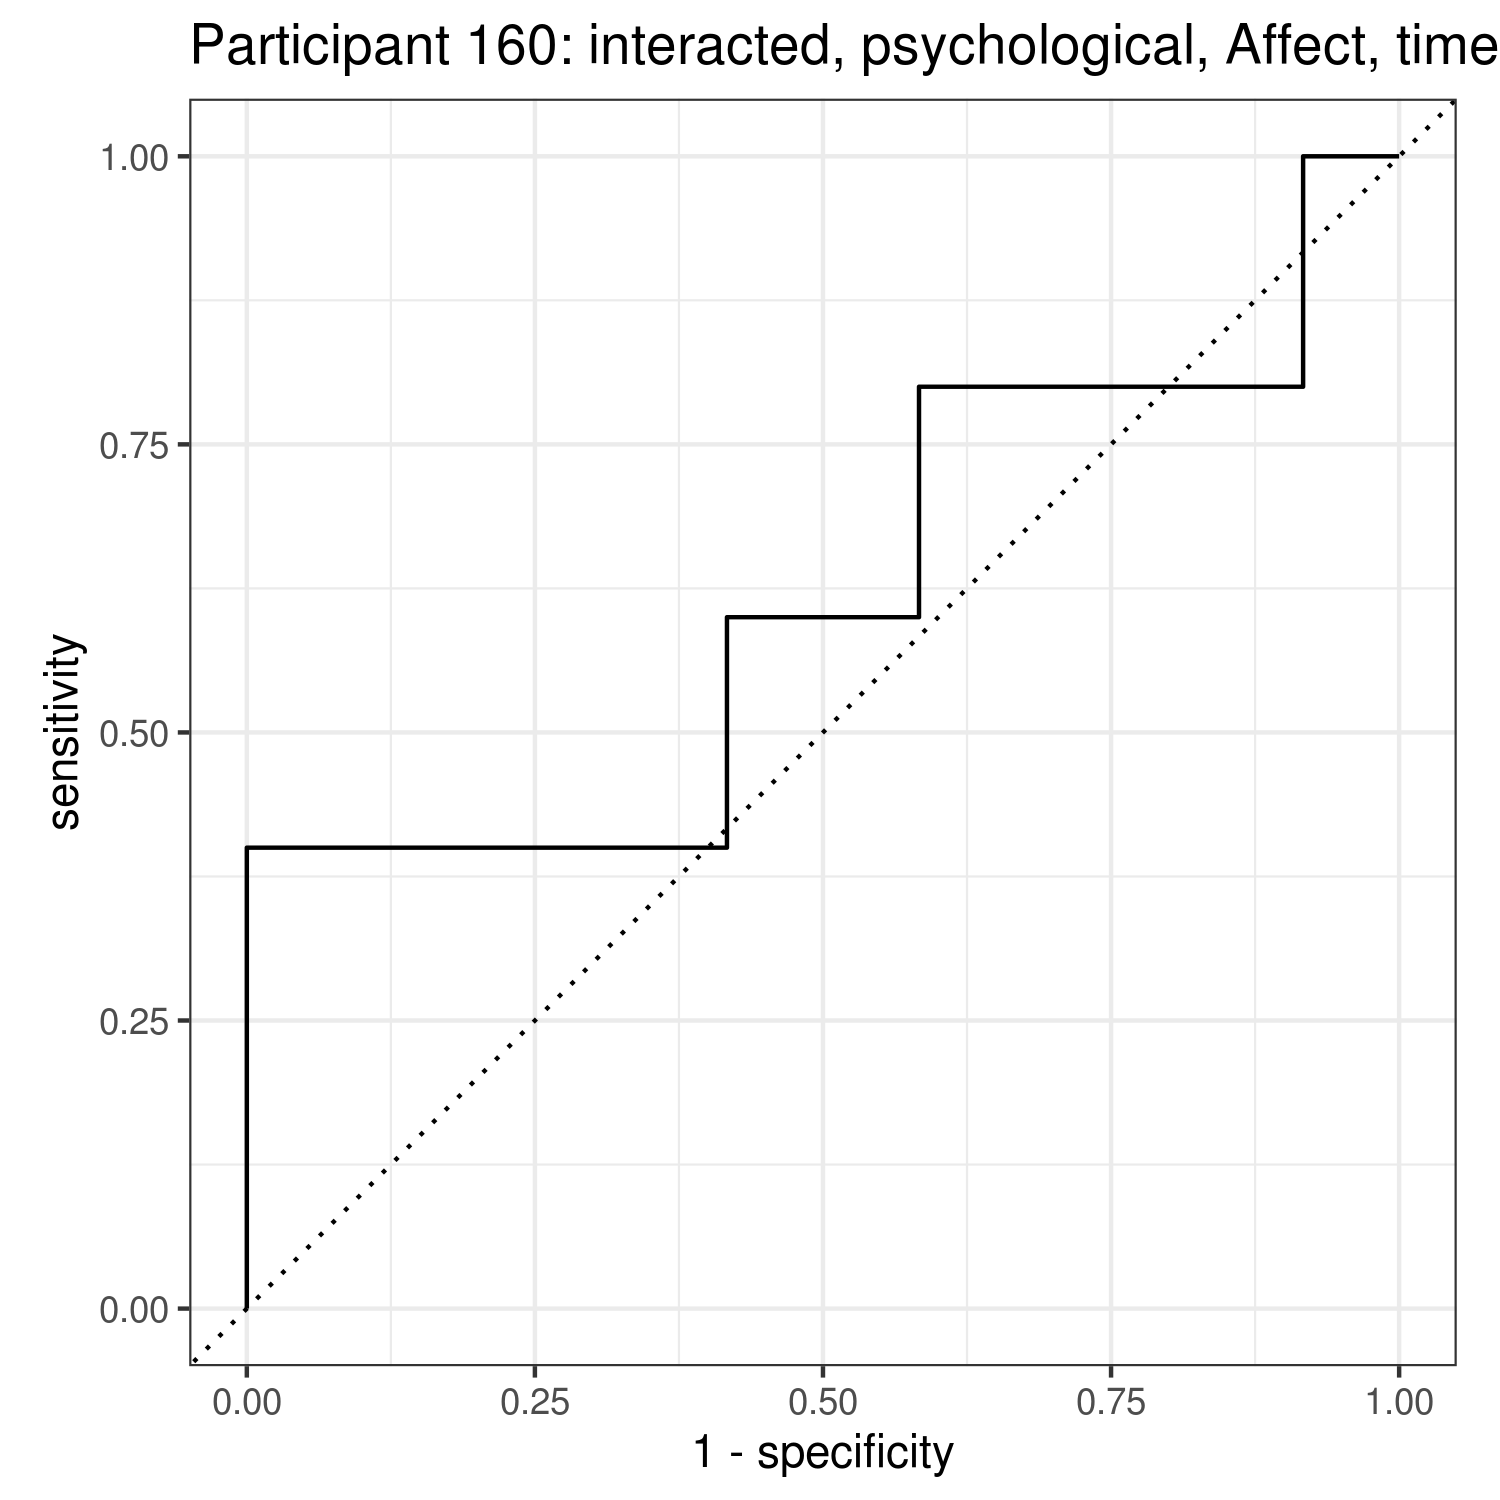 Participant 160: interacted, psychological, Affect, time
1.00
0.75
0.50
0.25
0.00
sensitivity
0.00 0.25 0.50 0.75 1.00
1 - specificity